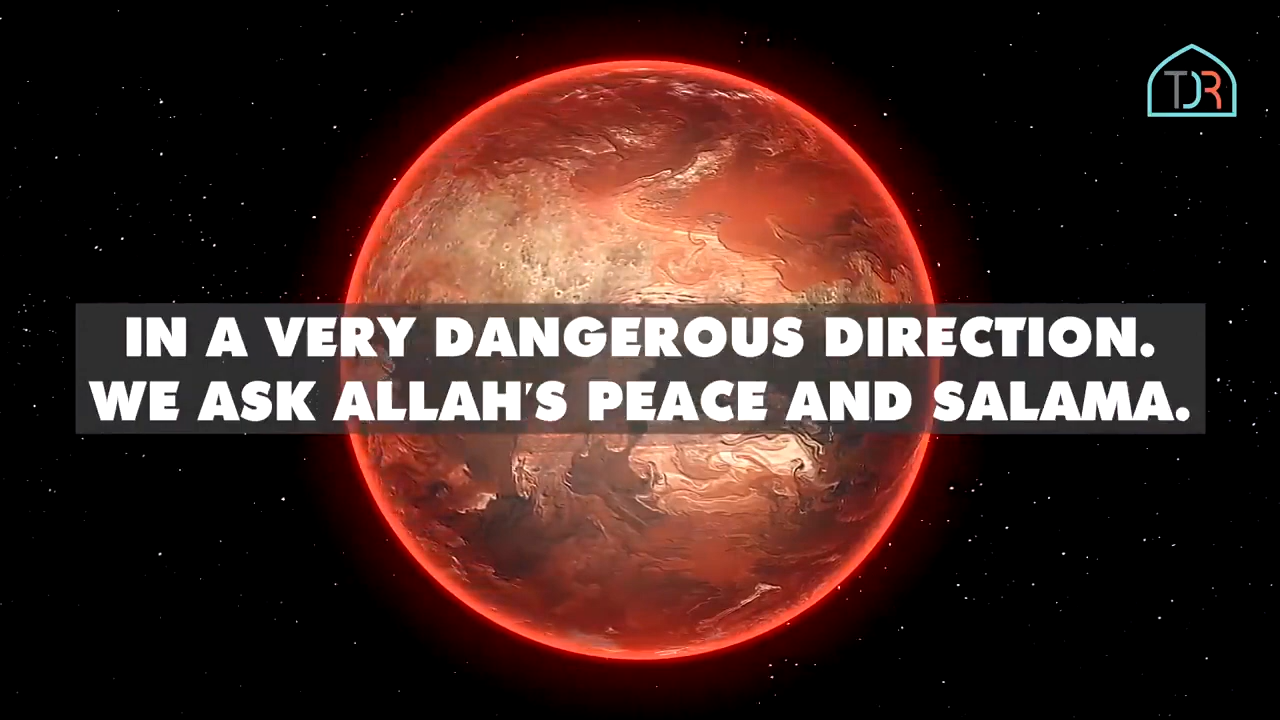 TDR
IN A VERY DANGEROUS DIRECTION.
WE ASK ALLAH'S PEACE AND SALAMA.